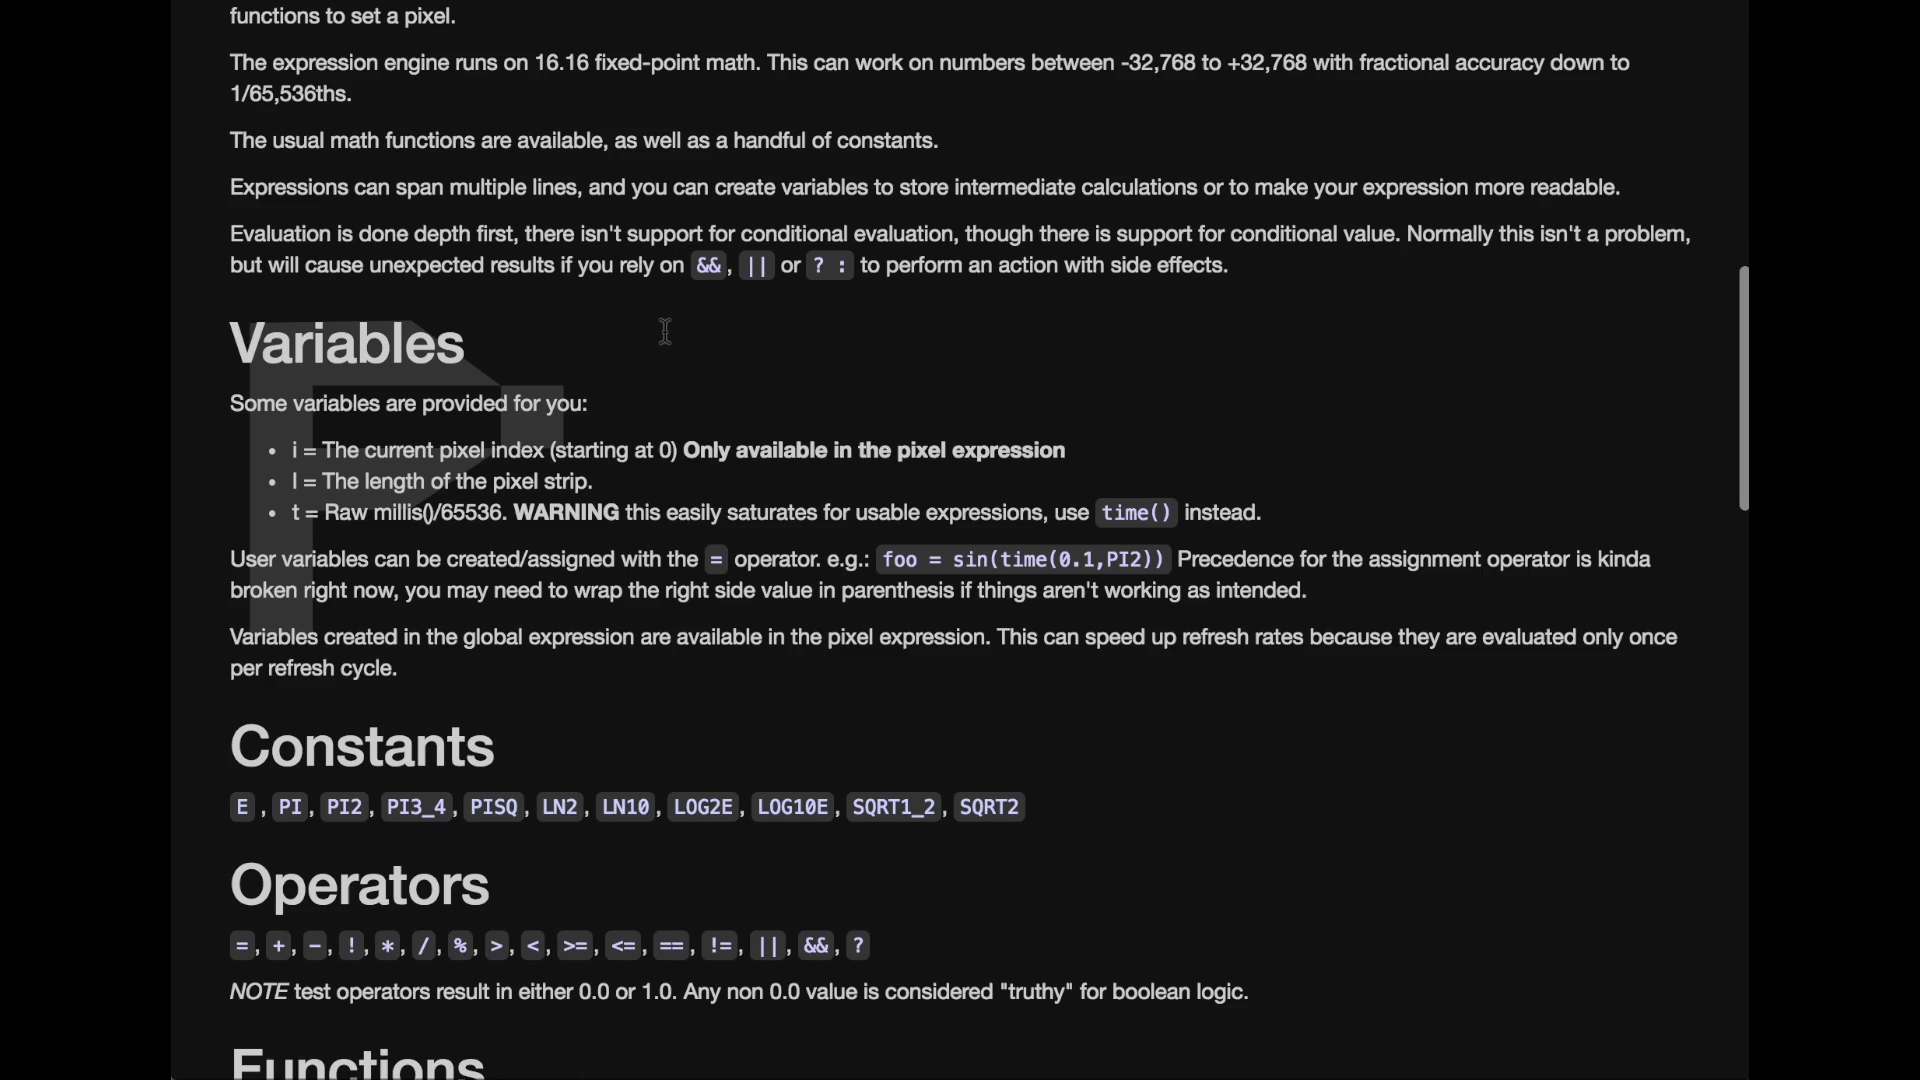 functions to set a pixel.
The expression engine runs on 16.16 fixed-point math. This can work on numbers between -32,768 to +32,768 with fractional accuracy down to
1/65,536ths.
The usual math functions are available, as well as a handful of constants.
Expressions can span multiple lines, and you can create variables to store intermediate calculations or to make your expression more readable.
Evaluation is done depth first, there isn't support for conditional evaluation, though there is support for conditional value. Normally this isn't a problem,
but will cause unexpected results if you rely on &&, || or ? : to perform an action with side effects.
Variables
Some variables are provided for you:
• i = The current pixel index (starting at 0) Only available in the pixel expression
• l = The length of the pixel strip.
• t = Raw millis()/65536. WARNING this easily saturates for usable expressions, use time() instead.
User variables can be created/assigned with the = operator. e.g.: foo = sin(time(0.1,PI2)) Precedence for the assignment operator is kinda
broken right now, you may need to wrap the right side value in parenthesis if things aren't working as intended.
Variables created in the global expression are available in the pixel expression. This can speed up refresh rates because they are evaluated only once
per refresh cycle.
Constants
E , PI, PI2, PI3_4, PISQ, LN2, LN10, LOG2E, LOG10E, SQRT1_2, SQRT2
Operators
=, +, -, !, *, /, %, >, <, >=, <=, ==, !=, ||, &&, ?
NOTE test operators result in either 0.0 or 1.0. Any non 0.0 value is considered "truthy" for boolean logic.
Functions